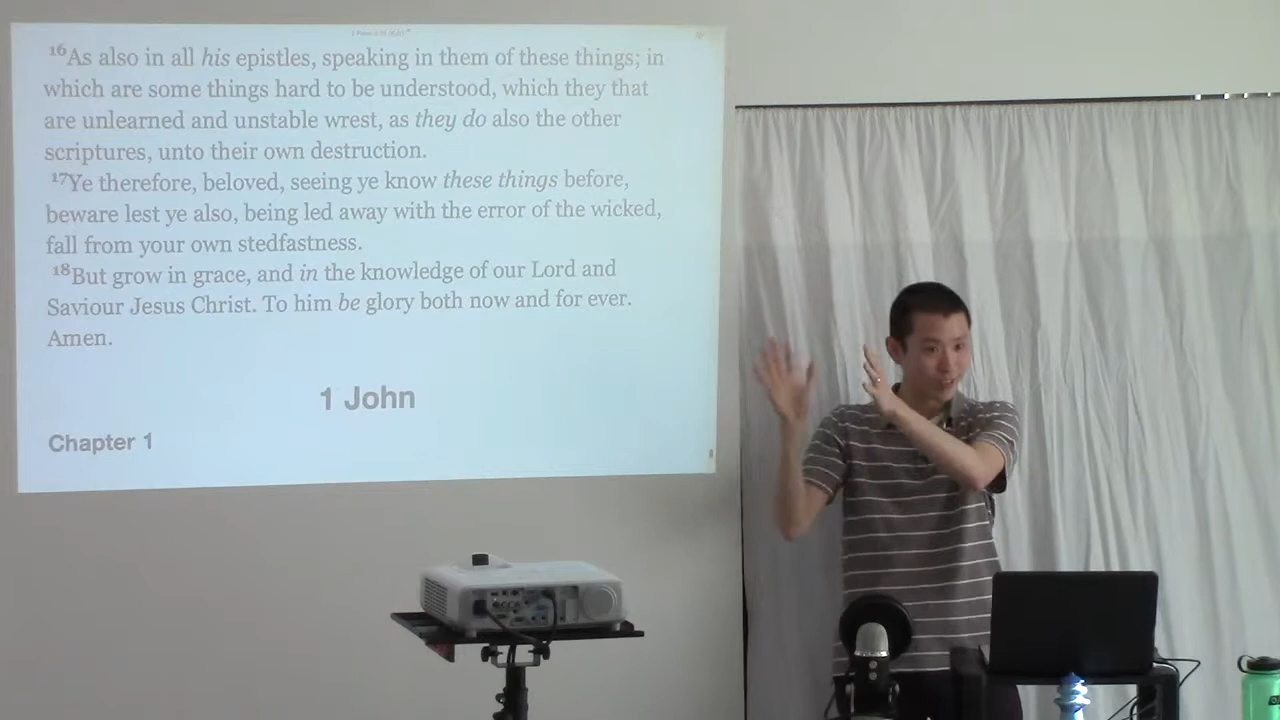 16As also in all his epistles, speaking in them of these things; in
which are some things hard to be understood, which they that
are unlearned and unstable wrest, as they do also the other
scriptures, unto their own destruction.
17Ye therefore, beloved, seeing ye know these things before,
beware lest ye also, being led away with the error of the wicked,
fall from your own stedfastness.
18But grow in grace, and in the knowledge of our Lord and
Saviour Jesus Christ. To him be glory both now and for ever.
Amen.
1 John
Chapter 1